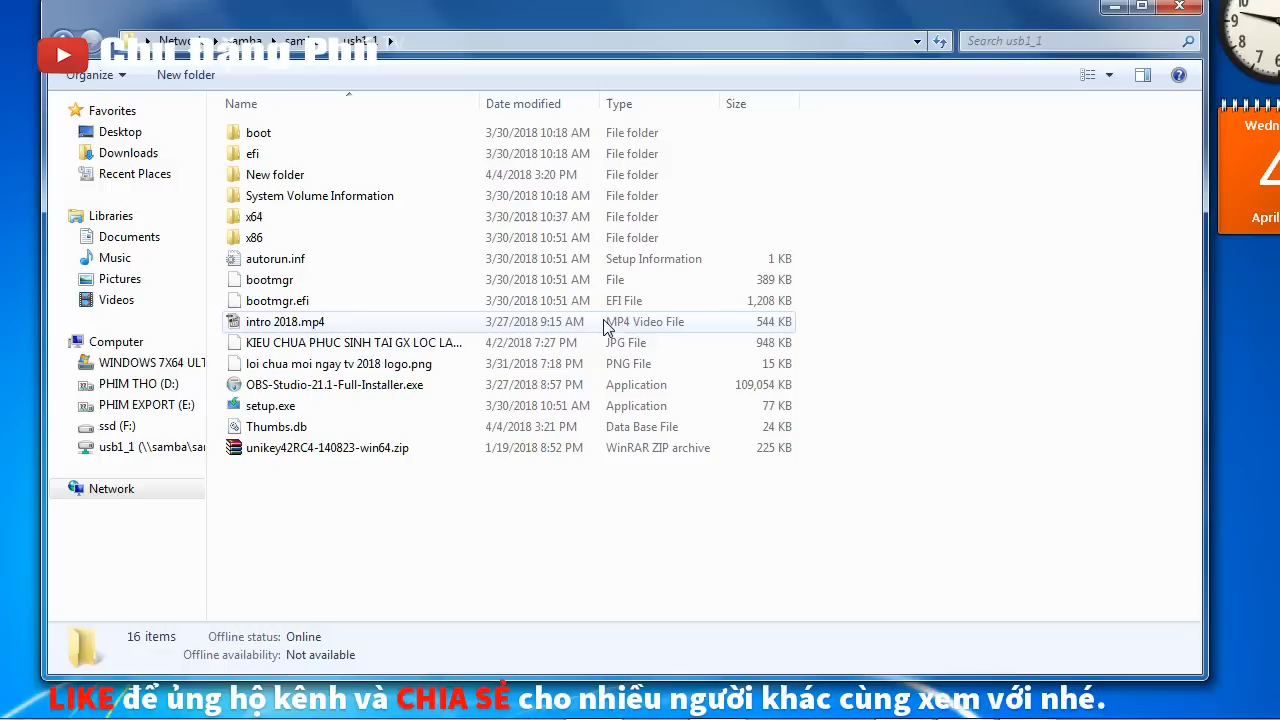 Chu Đặng Phú
Network samba sam usb1_1
Search usb1_1
Organize New folder
Name Date modified Type Size
Favorites
Desktop
Downloads
Recent Places
Libraries
Documents
Music
Pictures
Videos
Computer
WINDOWS 7X64 ULT
PHIM THO (D:)
PHIM EXPORT (E:)
ssd (F:)
usb1_1 (\\samba\sar
Network
boot 3/30/2018 10:18 AM File folder
efi 3/30/2018 10:18 AM File folder
New folder 4/4/2018 3:20 PM File folder
System Volume Information 3/30/2018 10:18 AM File folder
x64 3/30/2018 10:37 AM File folder
x86 3/30/2018 10:51 AM File folder
autorun.inf 3/30/2018 10:51 AM Setup Information 1 KB
bootmgr 3/30/2018 10:51 AM File 389 KB
bootmgr.efi 3/30/2018 10:51 AM EFI File 1,208 KB
intro 2018.mp4 3/27/2018 9:15 AM MP4 Video File 544 KB
KIEU CHUA PHUC SINH TAI GX LOC LA... 4/2/2018 7:27 PM JPG File 948 KB
loi chua moi ngay tv 2018 logo.png 3/31/2018 7:18 PM PNG File 15 KB
OBS-Studio-21.1-Full-Installer.exe 3/27/2018 8:57 PM Application 109,054 KB
setup.exe 3/30/2018 10:51 AM Application 77 KB
Thumbs.db 4/4/2018 3:21 PM Data Base File 24 KB
unikey42RC4-140823-win64.zip 1/19/2018 8:52 PM WinRAR ZIP archive 225 KB
16 items Offline status: Online
Offline availability: Not available
10
9
8
7
6
Wedn
4
April
LIKE để ủng hộ kênh và CHIA SẺ cho nhiều người khác cùng xem với nhé.